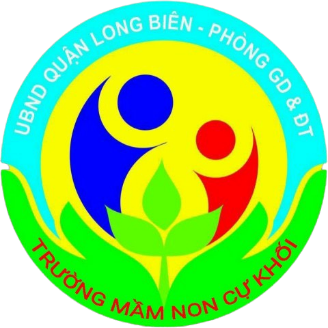 UBND QUẬN LONG BIÊN - PHÒNG GD & ĐT
TRƯỜNG MẦM NON CỰ KHỐI